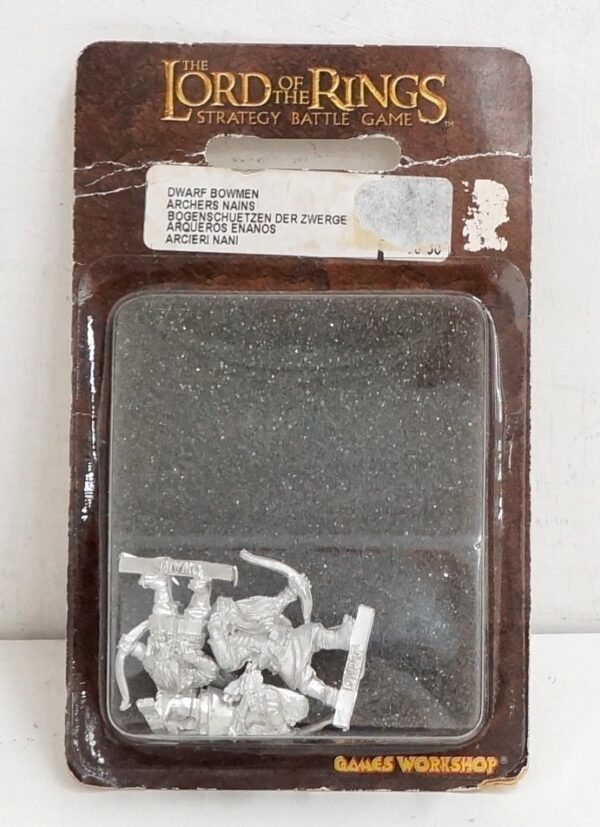 THE
LORD OF THE RINGS
STRATEGY BATTLE GAME™
DWARF BOWMEN
ARCHERS NAINS
BOGENSCHUETZEN DER ZWERGE
ARQUEROS ENANOS
ARCIERI NANI
GAMES WORKSHOP®